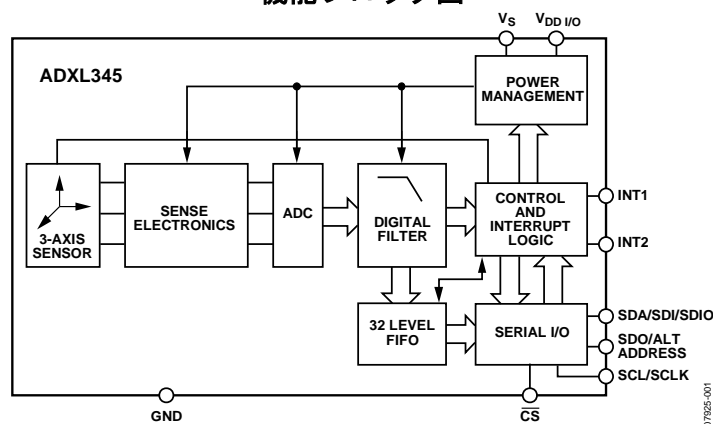 機能ブロック図
VS
VDD I/O
ADXL345
POWER
MANAGEMENT
3-AXIS
SENSOR
SENSE
ELECTRONICS
ADC
DIGITAL
FILTER
CONTROL
AND
INTERRUPT
LOGIC
INT1
INT2
32 LEVEL
FIFO
SERIAL I/O
SDA/SDI/SDIO
SDO/ALT
ADDRESS
SCL/SCLK
GND
CS
07925-001